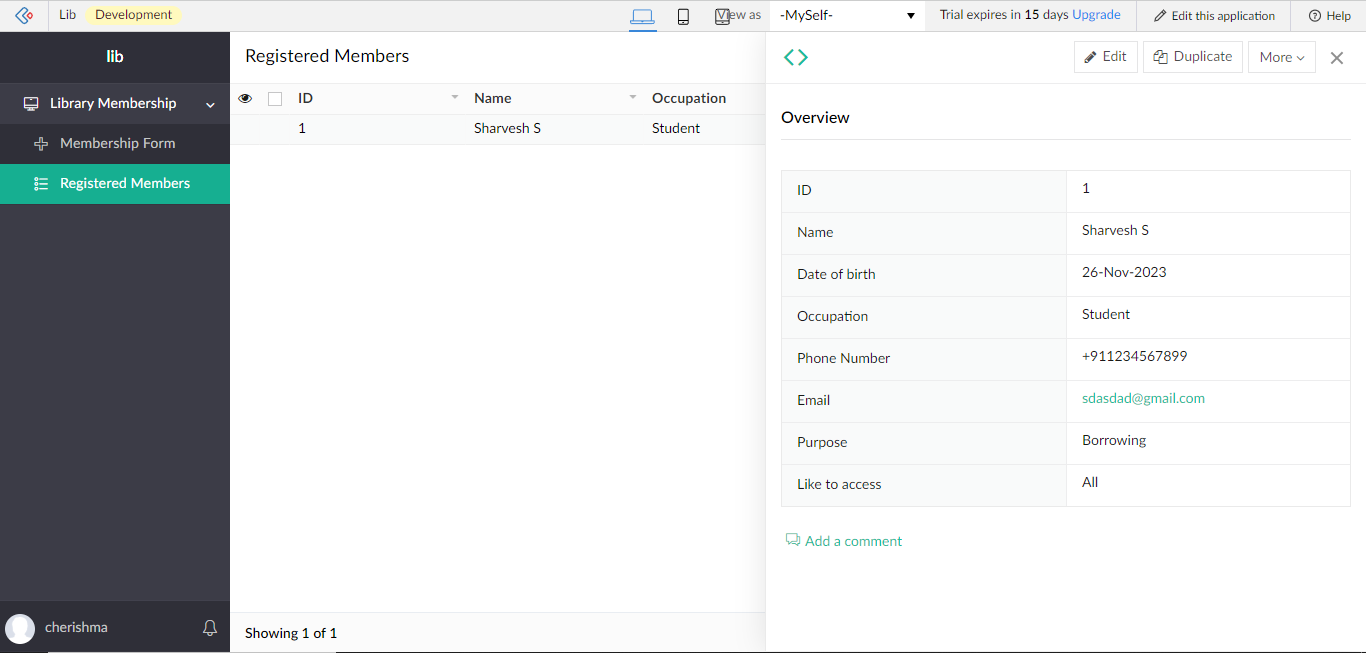 Lib Development View as -MySelf- Trial expires in 15 days Upgrade Edit this application Help
lib
Library Membership
Membership Form
Registered Members
cherishma
Registered Members
ID Name Occupation
1 Sharvesh S Student
Showing 1 of 1
Edit Duplicate More
Overview
ID 1
Name Sharvesh S
Date of birth 26-Nov-2023
Occupation Student
Phone Number +911234567899
Email sdasdad@gmail.com
Purpose Borrowing
Like to access All
Add a comment